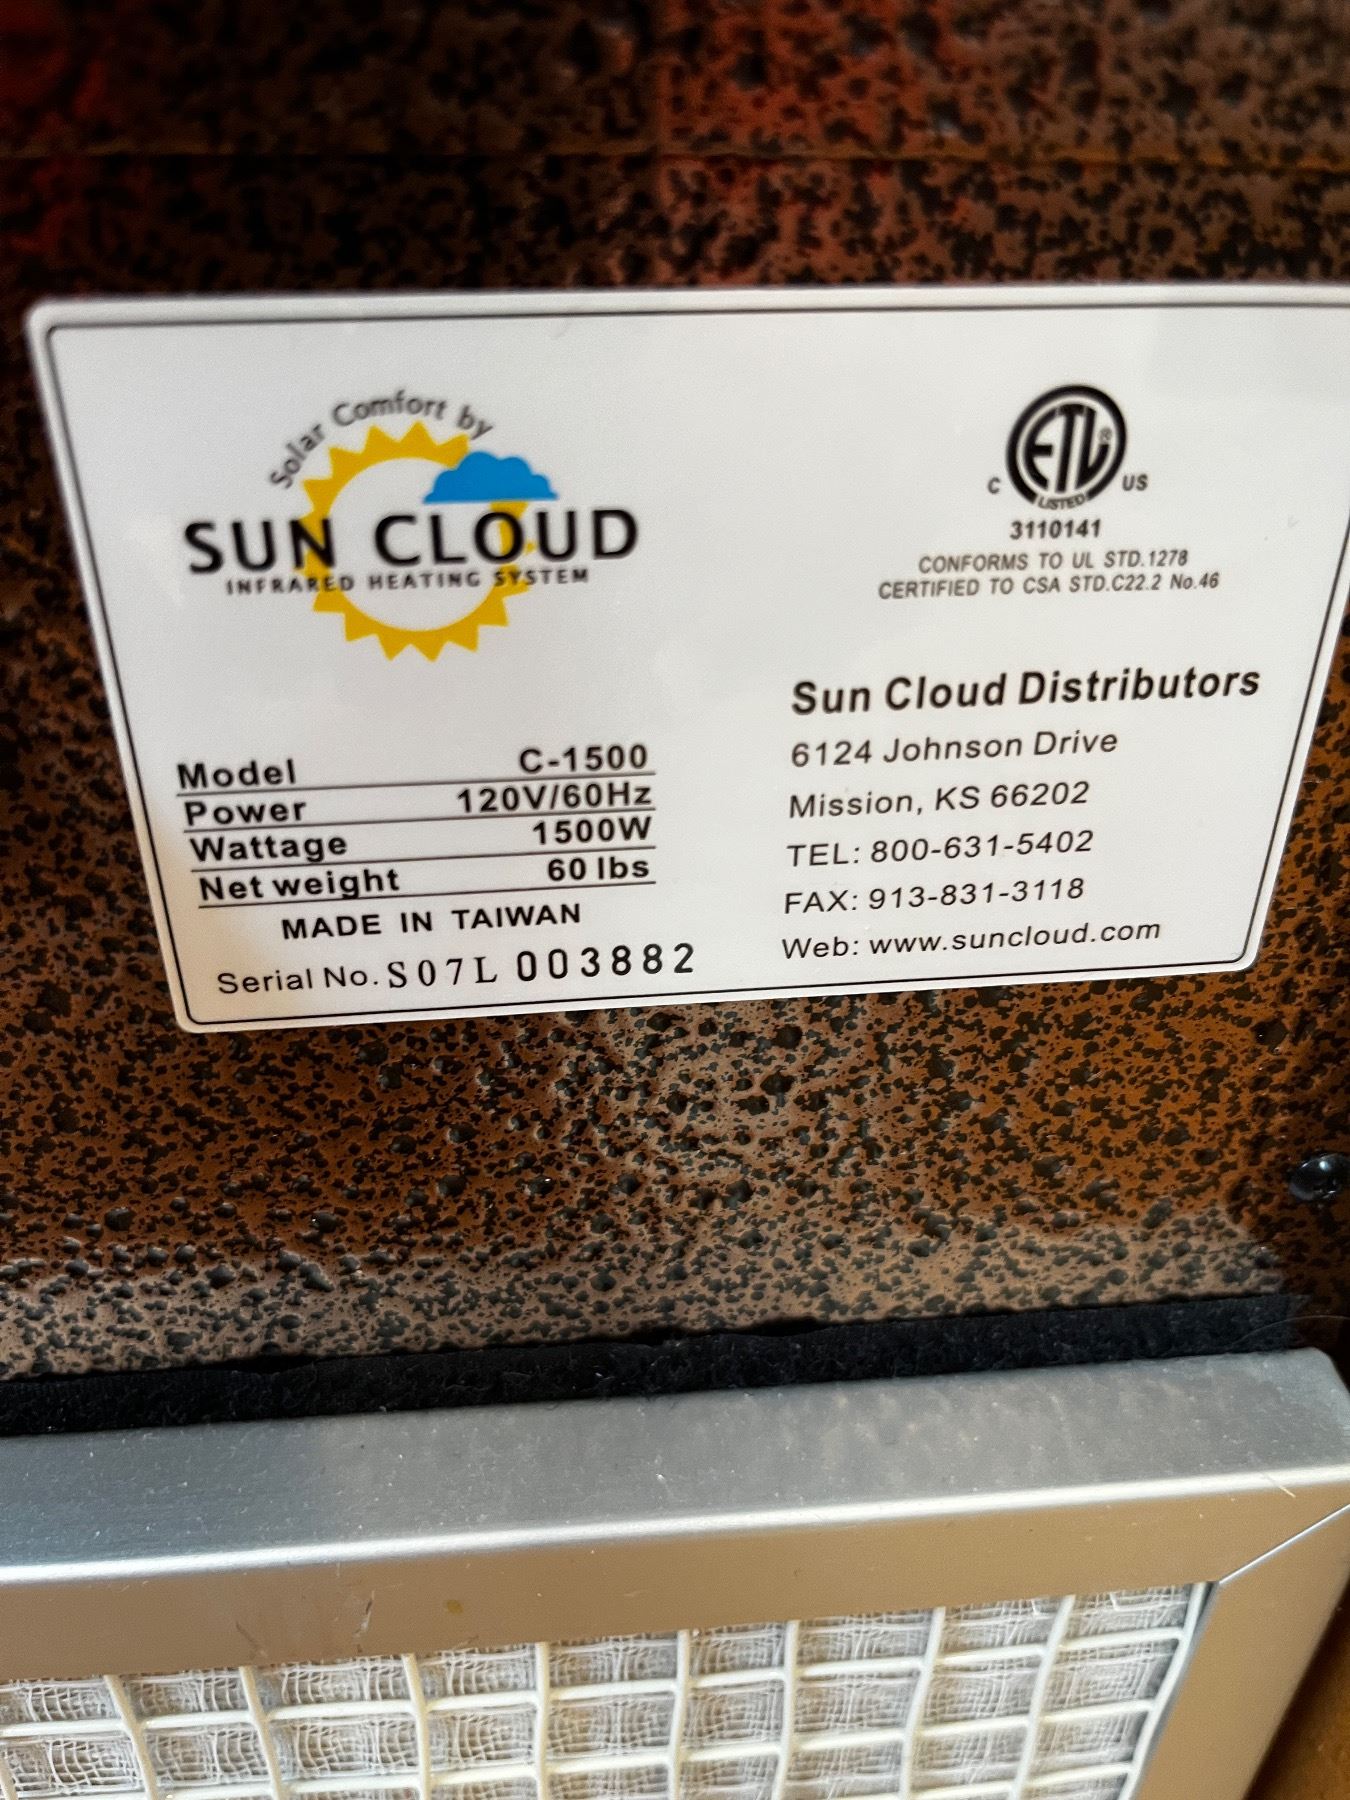 Solar Comfort by
SUN CLOUD
INFRARED HEATING SYSTEM
Model C-1500
Power 120V/60Hz
Wattage 1500W
Net weight 60 lbs
MADE IN TAIWAN
Serial No. S07L 003882
ETL®
C US
LISTED
3110141
CONFORMS TO UL STD.1278
CERTIFIED TO CSA STD.C22.2 No.46
Sun Cloud Distributors
6124 Johnson Drive
Mission, KS 66202
TEL: 800-631-5402
FAX: 913-831-3118
Web: www.suncloud.com